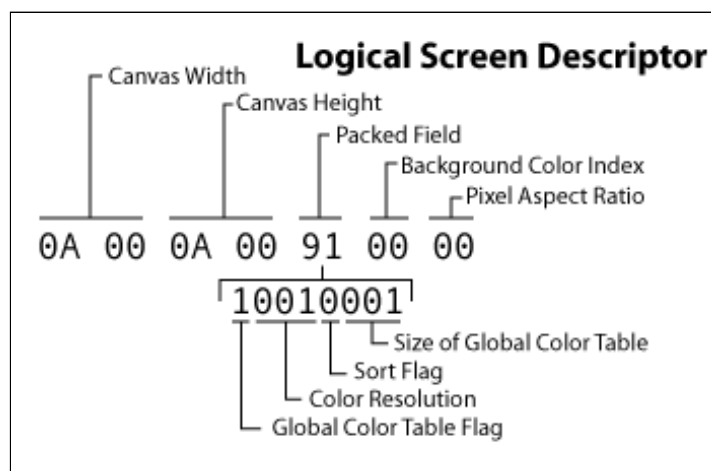 Logical Screen Descriptor
Canvas Width
Canvas Height
Packed Field
Background Color Index
Pixel Aspect Ratio
0A 00 0A 00 91 00 00
10010001
Size of Global Color Table
Sort Flag
Color Resolution
Global Color Table Flag